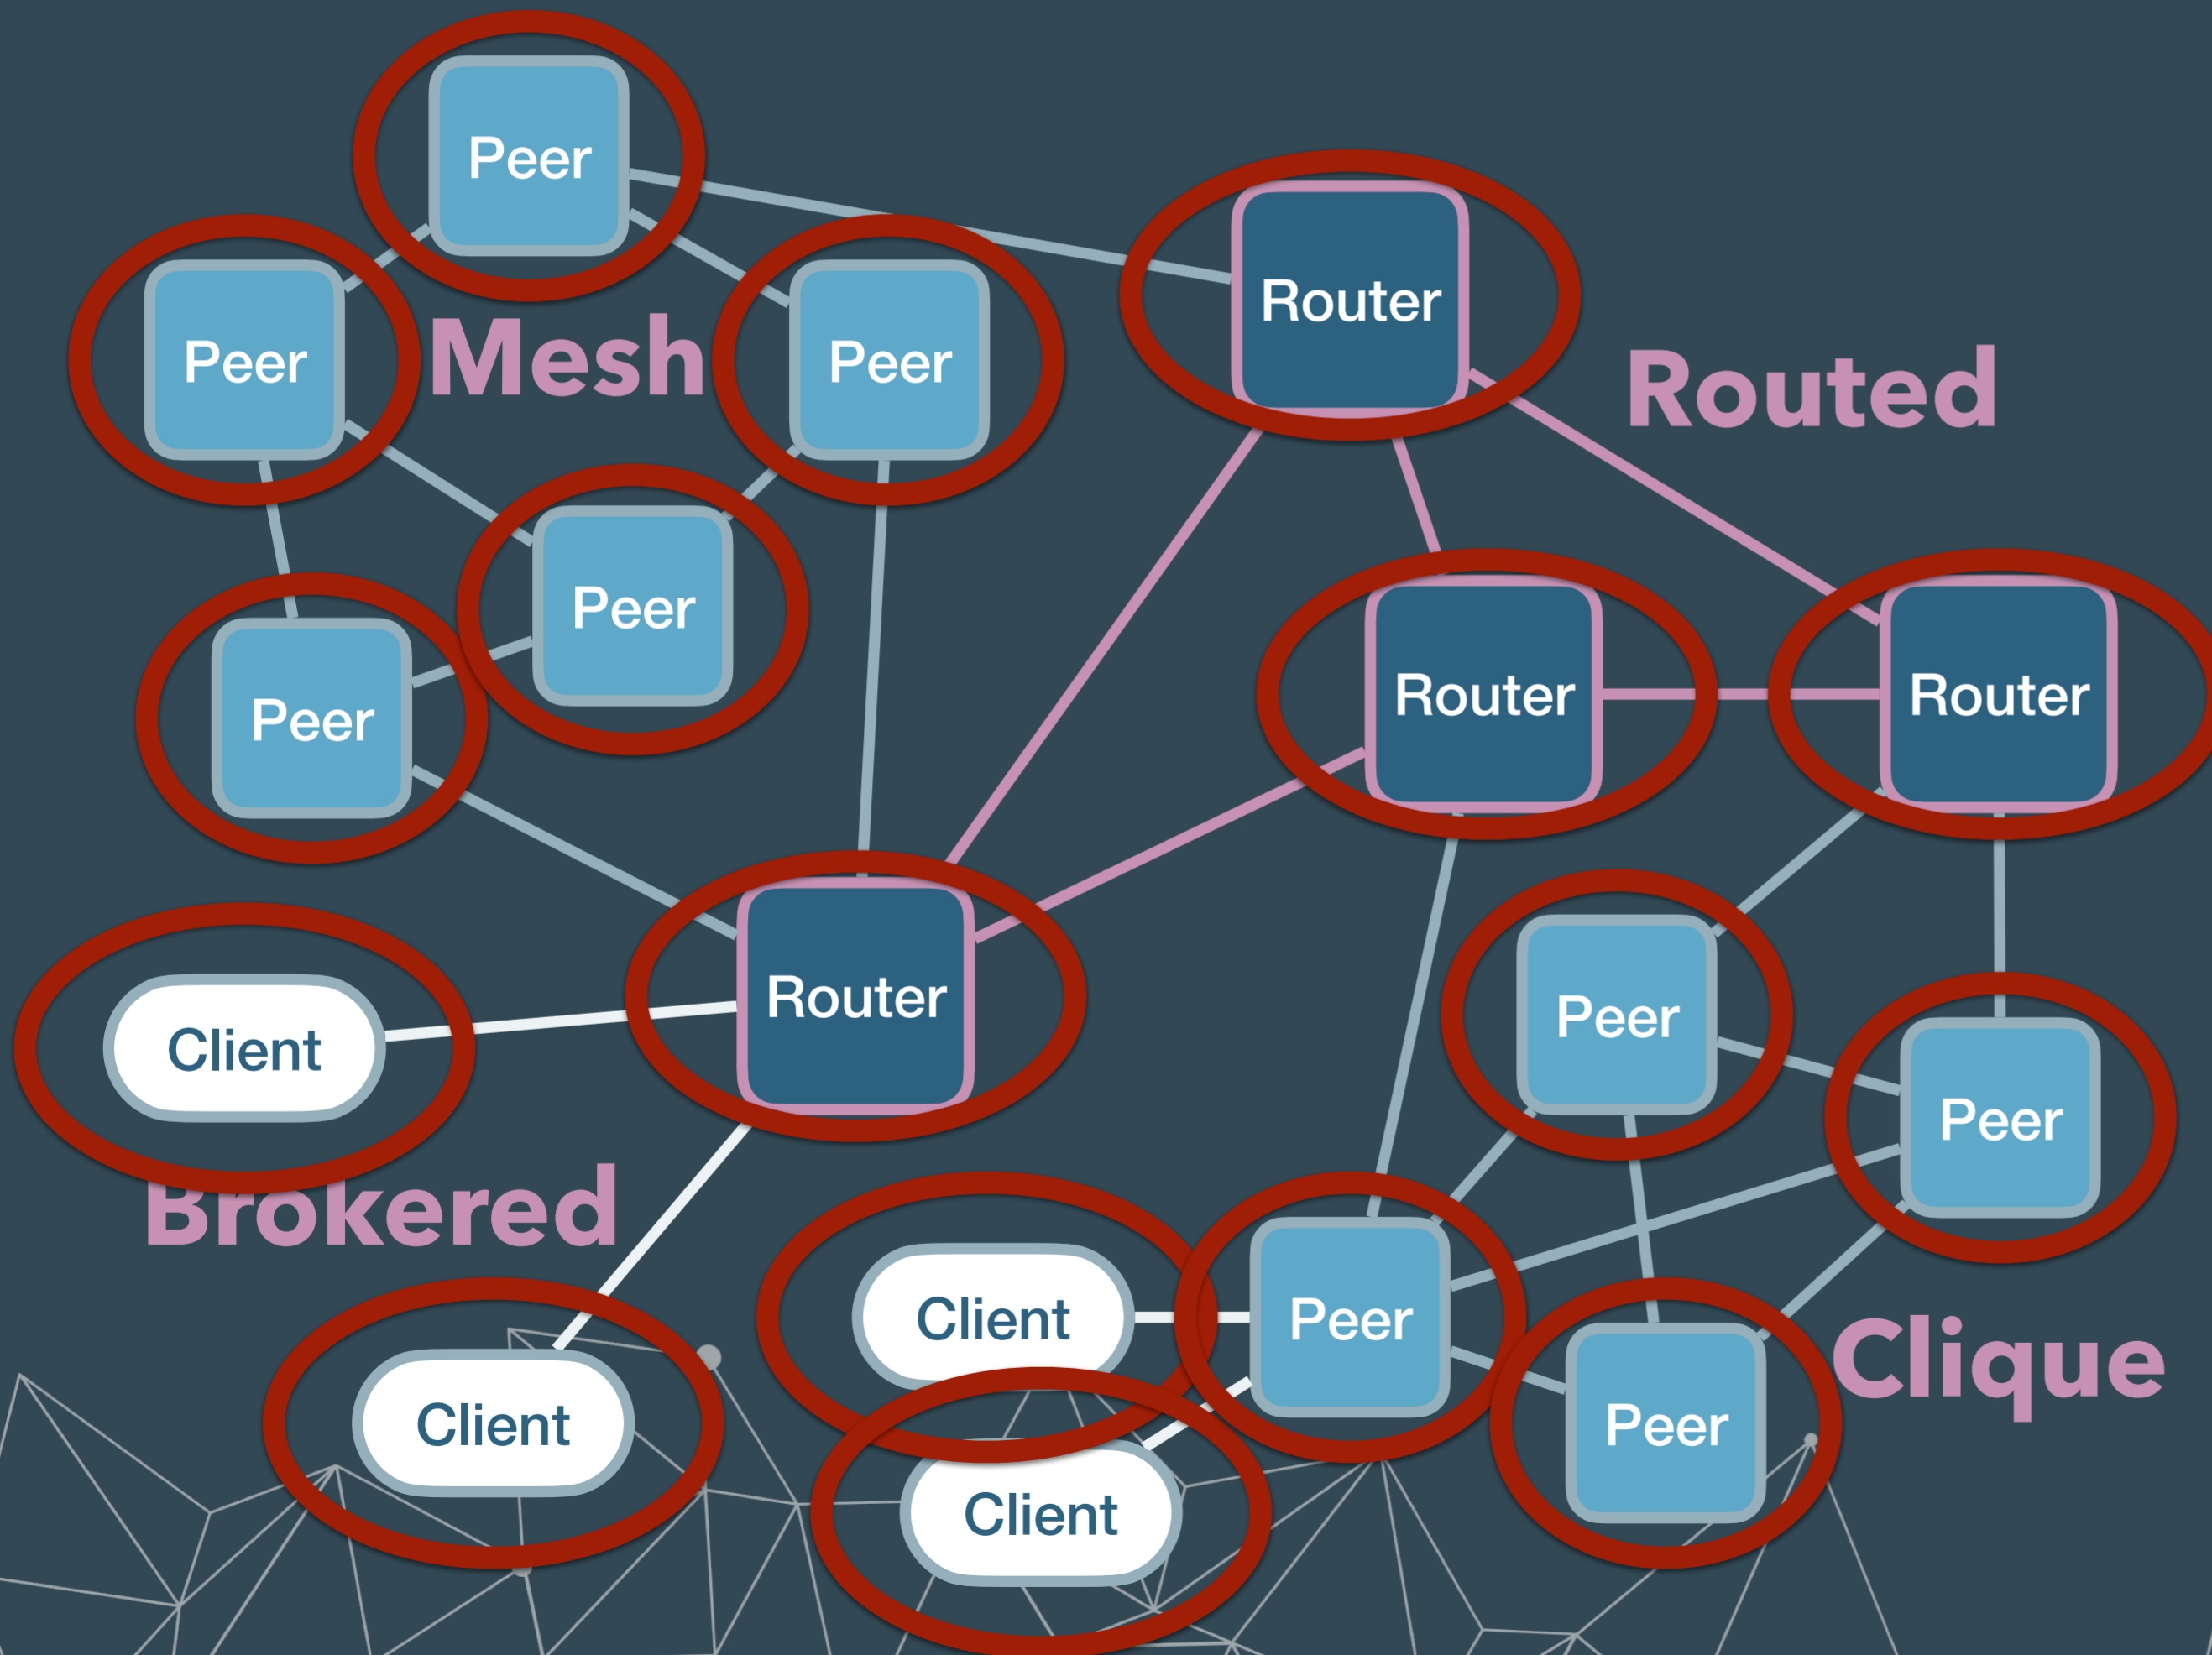 Peer
Router
Mesh
Peer
Peer
Routed
Peer
Router
Router
Peer
Router
Peer
Client
Peer
Brokered
Client
Peer
Clique
Client
Peer
Client